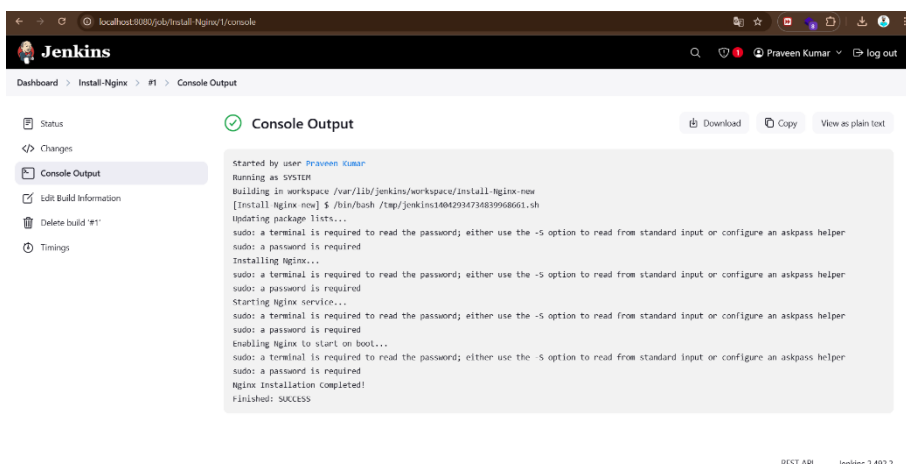 localhost:8080/job/Install-Nginx/1/console
Jenkins
1
Praveen Kumar
log out
Dashboard > Install-Nginx > #1 > Console Output
Status
Changes
Console Output
Edit Build Information
Delete build '#1'
Timings
Console Output
Download
Copy
View as plain text
Started by user Praveen Kumar
Running as SYSTEM
Building in workspace /var/lib/jenkins/workspace/Install-Nginx-new
[Install-Nginx-new] $ /bin/bash /tmp/jenkins14042934734839968661.sh
Updating package lists...
sudo: a terminal is required to read the password; either use the -S option to read from standard input or configure an askpass helper
sudo: a password is required
Installing Nginx...
sudo: a terminal is required to read the password; either use the -S option to read from standard input or configure an askpass helper
sudo: a password is required
Starting Nginx service...
sudo: a terminal is required to read the password; either use the -S option to read from standard input or configure an askpass helper
sudo: a password is required
Enabling Nginx to start on boot...
sudo: a terminal is required to read the password; either use the -S option to read from standard input or configure an askpass helper
sudo: a password is required
Nginx Installation Completed!
Finished: SUCCESS
REST API
Jenkins 2.492.2